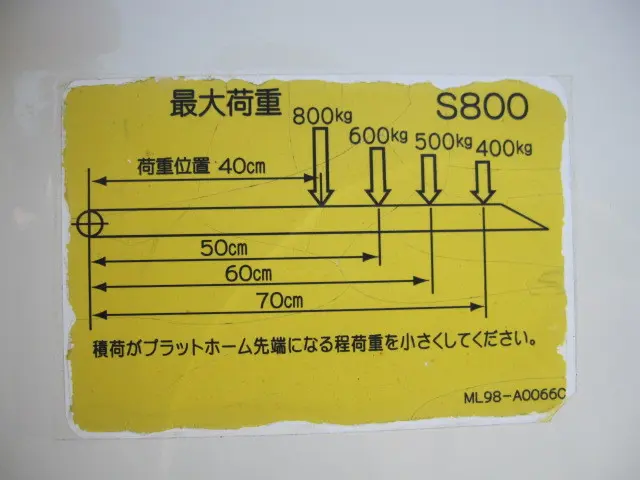 最大荷重 S800
800kg
600kg
500kg
400kg
荷重位置 40cm
50cm
60cm
70cm
積荷がプラットホーム先端になる程荷重を小さくしてください。
ML98-A0066C